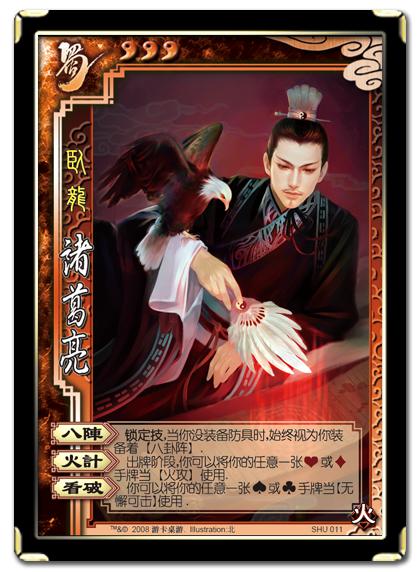 蜀
臥龍
諸葛亮
八陣
锁定技,当你没装备防具时,始终视为你装
备着【八卦阵】.
火計
出牌阶段,你可以将你的任意一张♥或♦
手牌当【火攻】使用.
看破
你可以将你的任意一张♠或♣手牌当【无
懈可击】使用.
火
™&© 2008 游卡桌游. Illustration:北
SHU 011